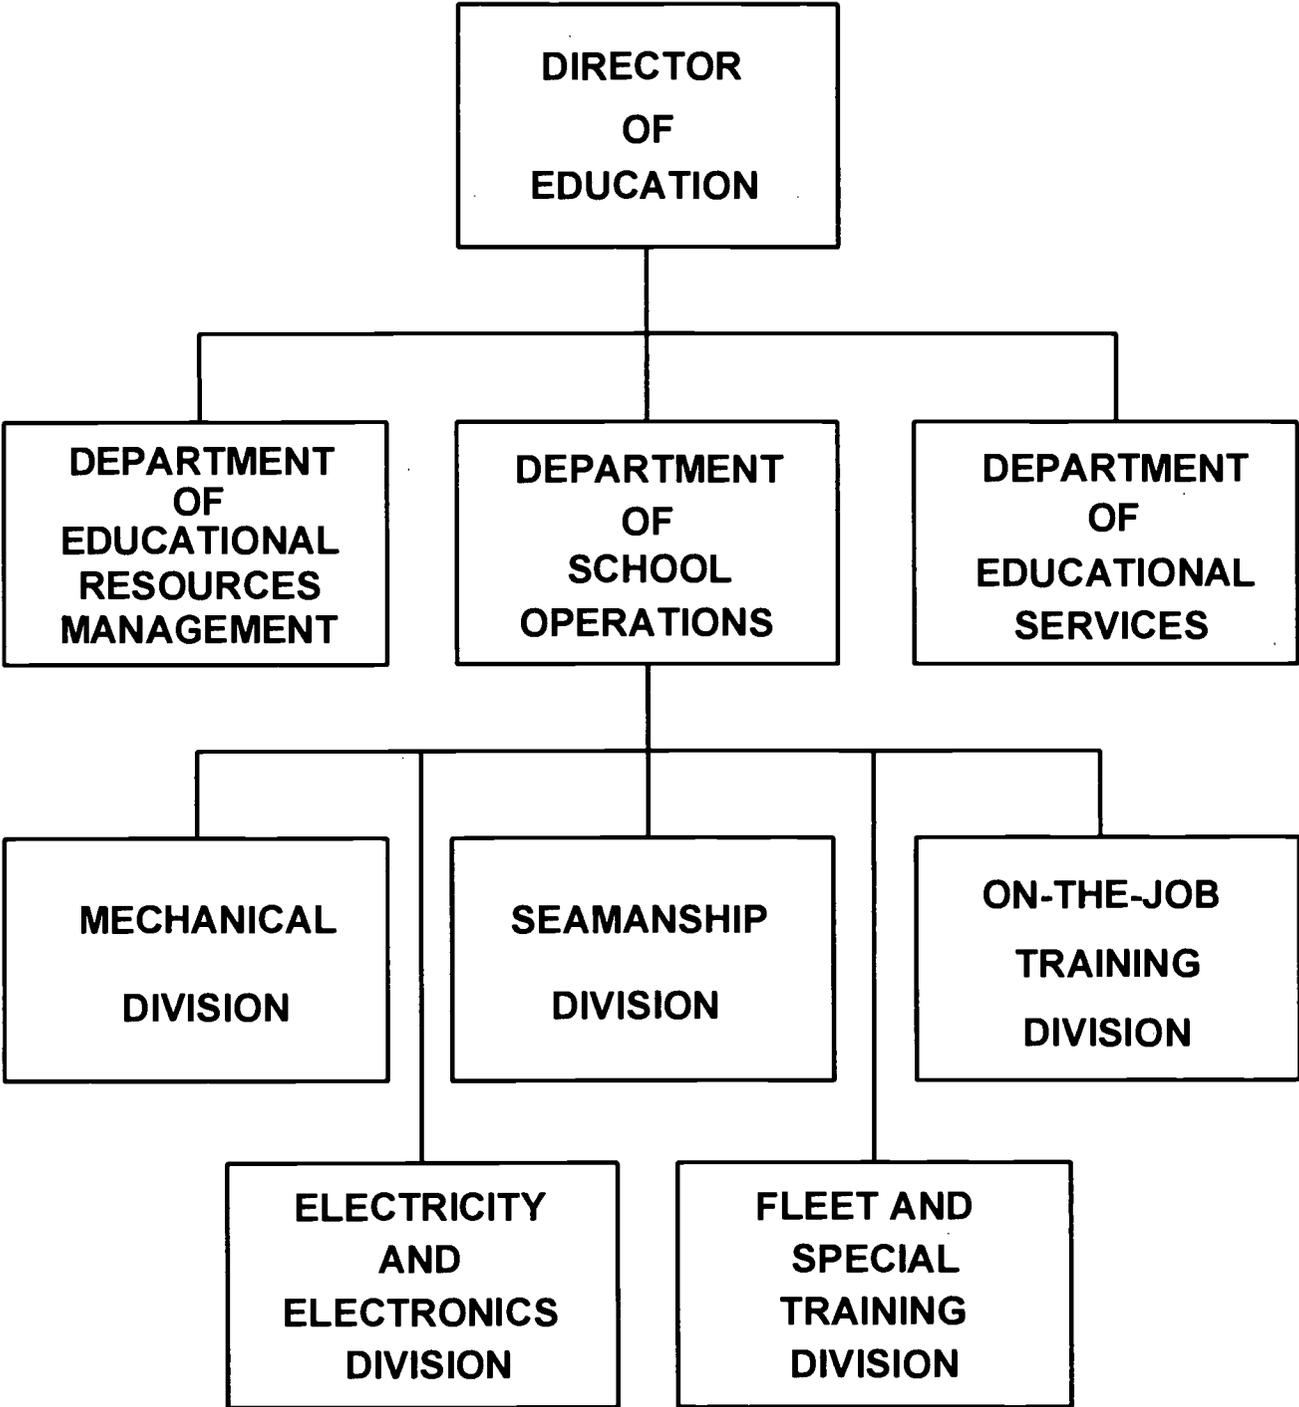 DIRECTOR
OF
EDUCATION
DEPARTMENT
OF
EDUCATIONAL
RESOURCES
MANAGEMENT
DEPARTMENT
OF
SCHOOL
OPERATIONS
DEPARTMENT
OF
EDUCATIONAL
SERVICES
MECHANICAL
DIVISION
SEAMANSHIP
DIVISION
ON-THE-JOB
TRAINING
DIVISION
ELECTRICITY
AND
ELECTRONICS
DIVISION
FLEET AND
SPECIAL
TRAINING
DIVISION